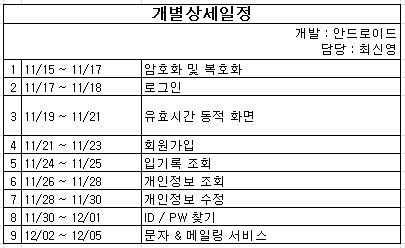 개별상세일정
개발 : 안드로이드
담당 : 최신영
1 11/15 ~ 11/17 암호화 및 복호화
2 11/17 ~ 11/18 로그인
3 11/19 ~ 11/21 유효시간 동적 화면
4 11/21 ~ 11/23 회원가입
5 11/24 ~ 11/25 입기록 조회
6 11/26 ~ 11/28 개인정보 조회
7 11/28 ~ 11/30 개인정보 수정
8 11/30 ~ 12/01 ID / PW 찾기
9 12/02 ~ 12/05 문자 & 메일링 서비스